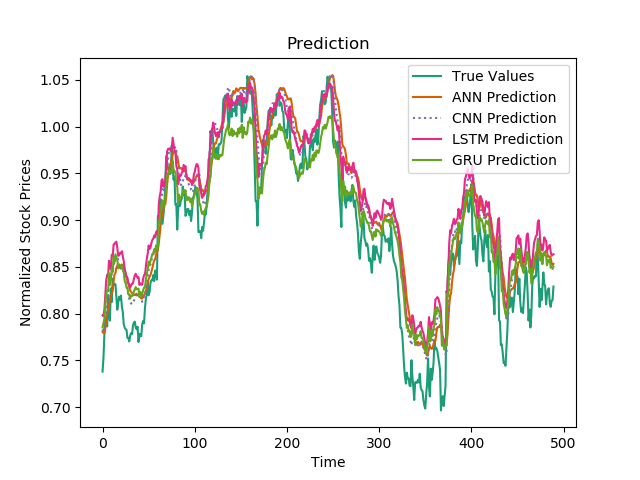 Prediction
True Values
ANN Prediction
CNN Prediction
LSTM Prediction
GRU Prediction
Normalized Stock Prices
1.05
1.00
0.95
0.90
0.85
0.80
0.75
0.70
0 100 200 300 400 500
Time